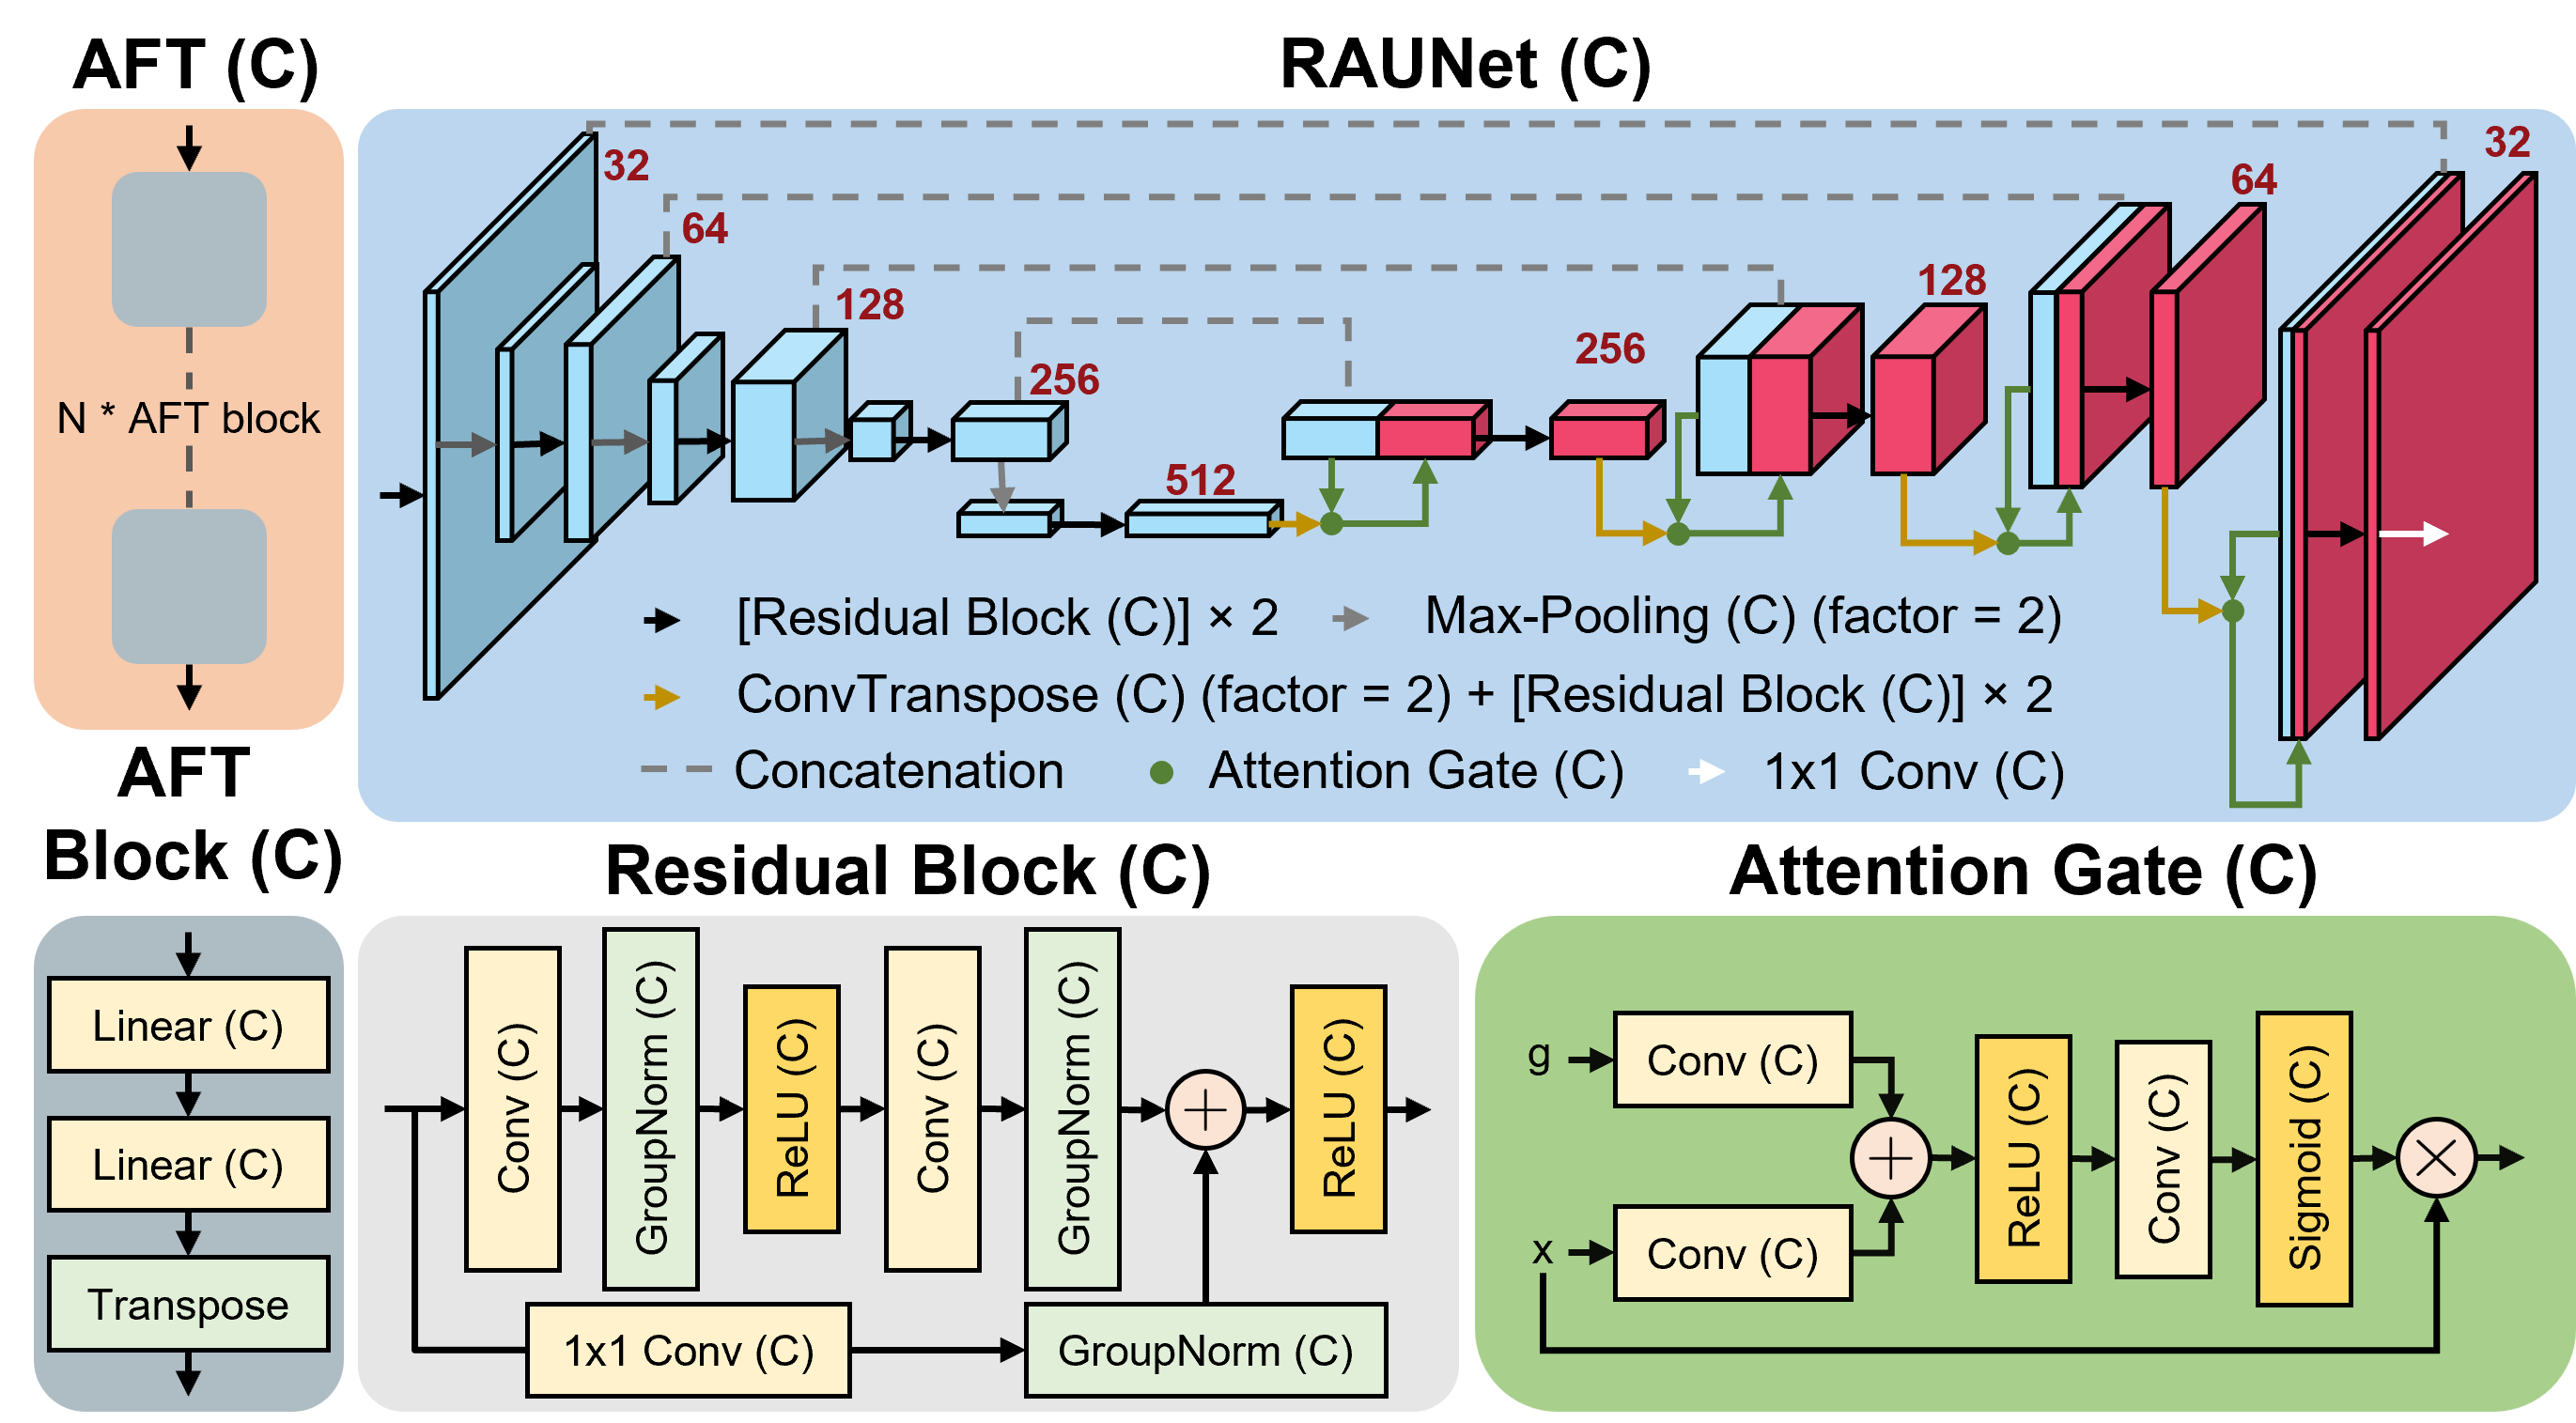 AFT (C)
N * AFT block
RAUNet (C)
32
64
128
256
512
256
128
64
32
[Residual Block (C)] × 2
Max-Pooling (C) (factor = 2)
ConvTranspose (C) (factor = 2) + [Residual Block (C)] × 2
Concatenation
Attention Gate (C)
1x1 Conv (C)
AFT
Block (C)
Linear (C)
Linear (C)
Transpose
Residual Block (C)
Conv (C)
GroupNorm (C)
ReLU (C)
Conv (C)
GroupNorm (C)
ReLU (C)
1x1 Conv (C)
GroupNorm (C)
Attention Gate (C)
g
Conv (C)
x
Conv (C)
ReLU (C)
Conv (C)
Sigmoid (C)